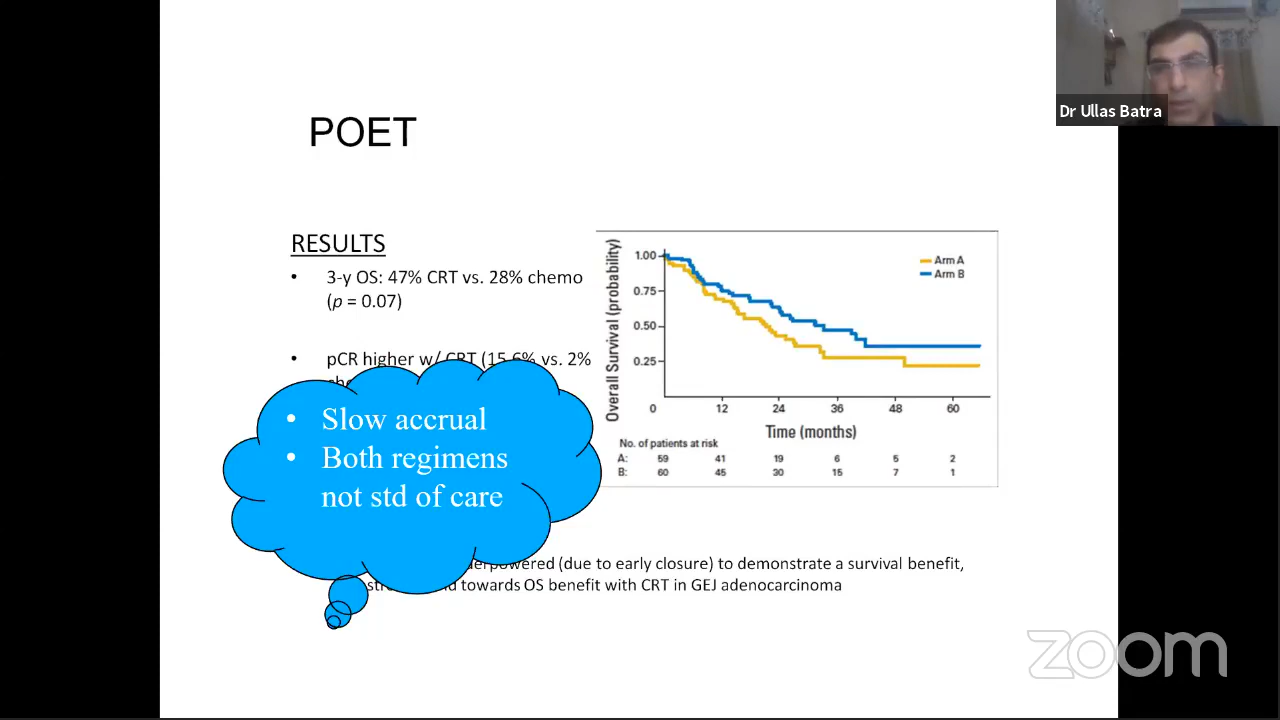 Dr Ullas Batra
POET
RESULTS
• 3-y OS: 47% CRT vs. 28% chemo
(p = 0.07)
• pCR higher w/ CRT (15.6% vs. 2%
• Slow accrual
• Both regimens
not std of care
Overall Survival (probability)
1.00
0.75
0.50
0.25
0 12 24 36 48 60
Time (months)
Arm A
Arm B
No. of patients at risk
A: 59 41 19 6 5 2
B: 60 45 30 15 7 1
(due to early closure) to demonstrate a survival benefit,
towards OS benefit with CRT in GEJ adenocarcinoma
zoom